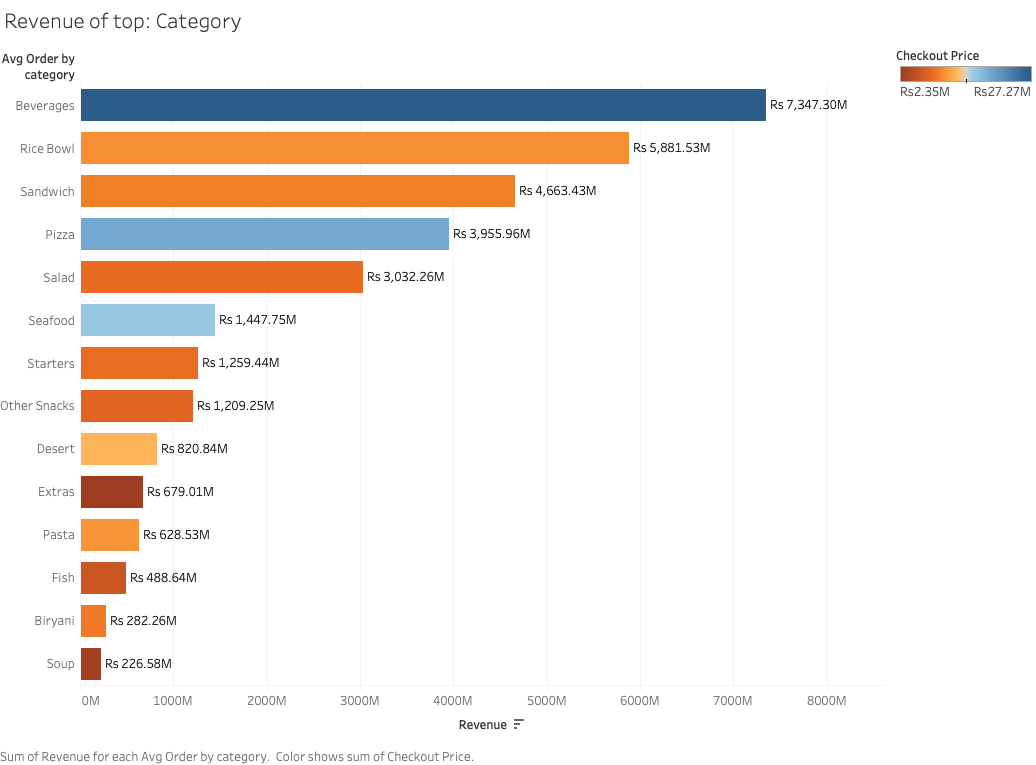 Revenue of top: Category
Avg Order by
category
Checkout Price
Rs2.35M Rs27.27M
Beverages Rs 7,347.30M
Rice Bowl Rs 5,881.53M
Sandwich Rs 4,663.43M
Pizza Rs 3,955.96M
Salad Rs 3,032.26M
Seafood Rs 1,447.75M
Starters Rs 1,259.44M
Other Snacks Rs 1,209.25M
Desert Rs 820.84M
Extras Rs 679.01M
Pasta Rs 628.53M
Fish Rs 488.64M
Biryani Rs 282.26M
Soup Rs 226.58M
0M 1000M 2000M 3000M 4000M 5000M 6000M 7000M 8000M
Revenue
Sum of Revenue for each Avg Order by category. Color shows sum of Checkout Price.